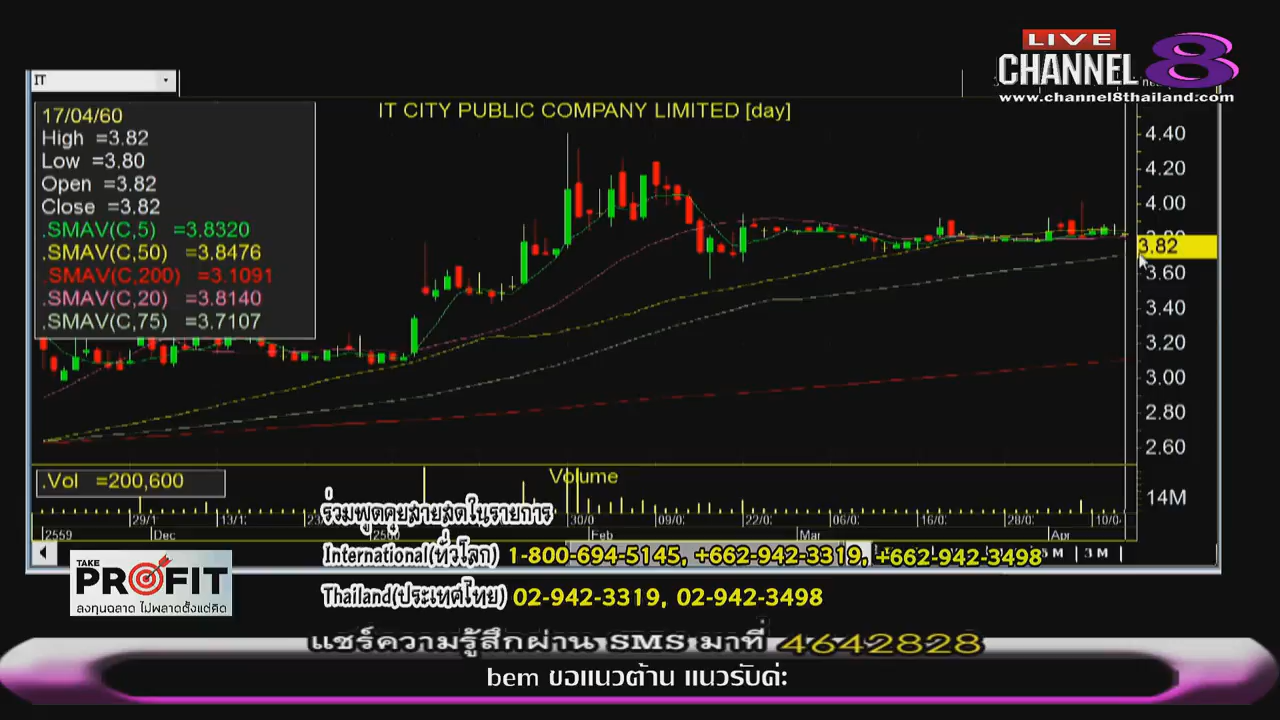 LIVE
CHANNEL 8
www.channel8thailand.com
IT
IT CITY PUBLIC COMPANY LIMITED [day]
17/04/60
High =3.82
Low =3.80
Open =3.82
Close =3.82
.SMAV(C,5) =3.8320
.SMAV(C,50) =3.8476
.SMAV(C,200) =3.1091
.SMAV(C,20) =3.8140
.SMAV(C,75) =3.7107
4.40
4.20
4.00
3.82
3.60
3.40
3.20
3.00
2.80
2.60
.Vol =200,600
Volume
14M
29/1 13/1: 30/0 09/0: 22/0: 06/0: 16/0: 28/0: 10/0
2559 Dec 2560 Feb Mar Apr
3 M
ร่วมพูดคุยสายสดในรายการ
International(ทั่วโลก) 1-800-694-5145, +662-942-3319, +662-942-3498
Thailand(ประเทศไทย) 02-942-3319, 02-942-3498
TAKE
PROFIT
ลงทุนฉลาด ไม่พลาดตั้งแต่คิด
แชร์ความรู้สึกผ่าน SMS มาที่ 4642828
bem ขอแนวต้าน แนวรับค่ะ